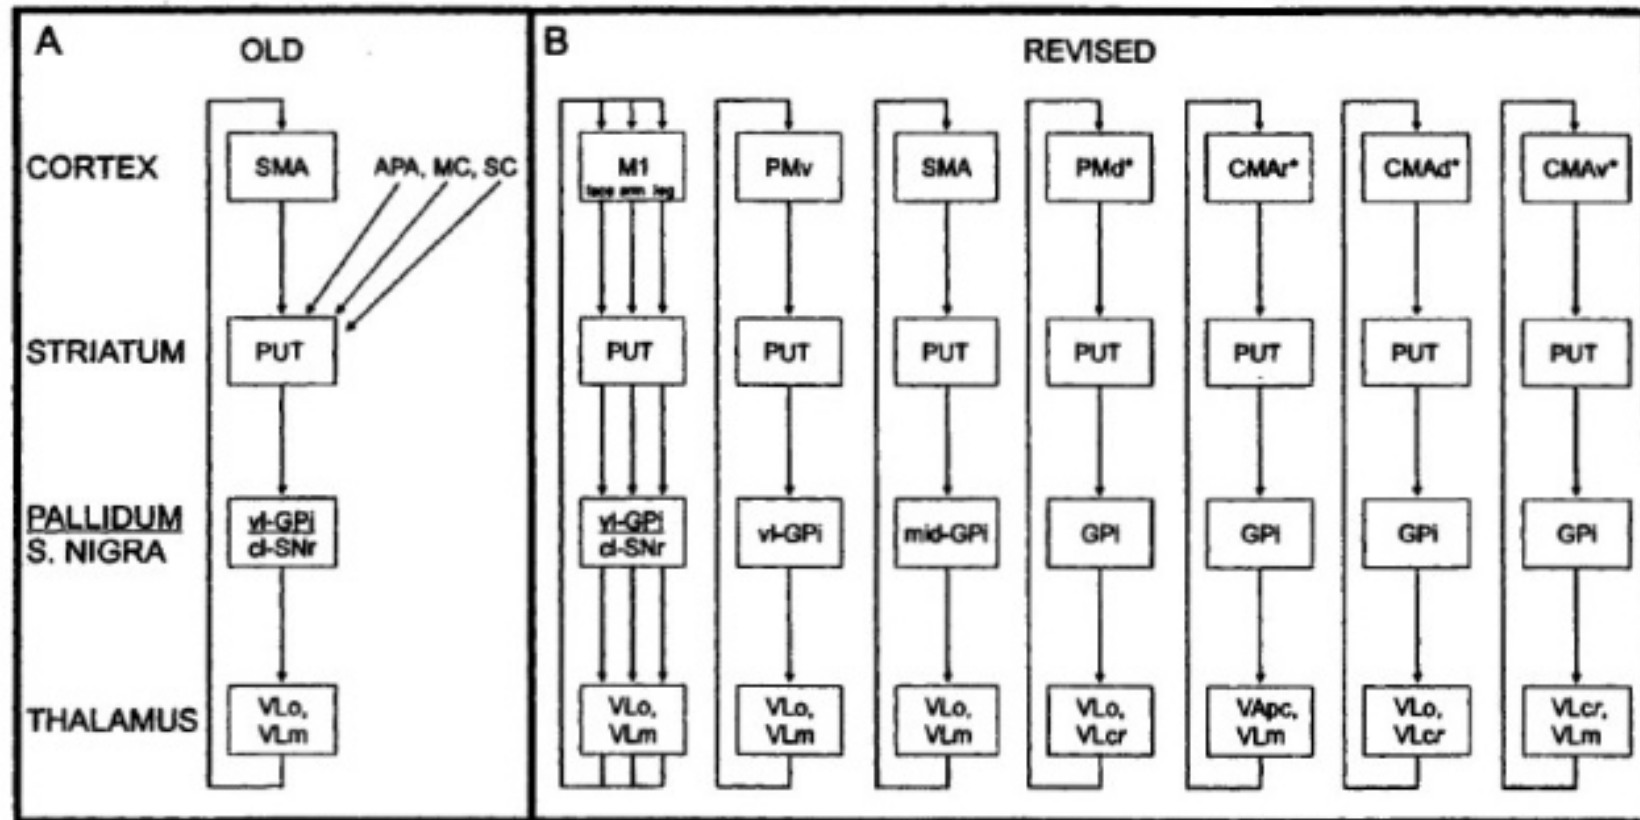 A
OLD
B
REVISED
CORTEX
SMA
APA, MC, SC
M1
face arm leg
PMv
SMA
PMd*
CMAr*
CMAd*
CMAv*
STRIATUM
PUT
PUT
PUT
PUT
PUT
PUT
PUT
PUT
PALLIDUM
S. NIGRA
vl-GPi
cl-SNr
vl-GPi
cl-SNr
vl-GPi
mid-GPi
GPi
GPi
GPi
GPi
THALAMUS
VLo,
VLm
VLo,
VLm
VLo,
VLm
VLo,
VLm
VLo,
VLcr
VApc,
VLm
VLo,
VLcr
VLcr,
VLm